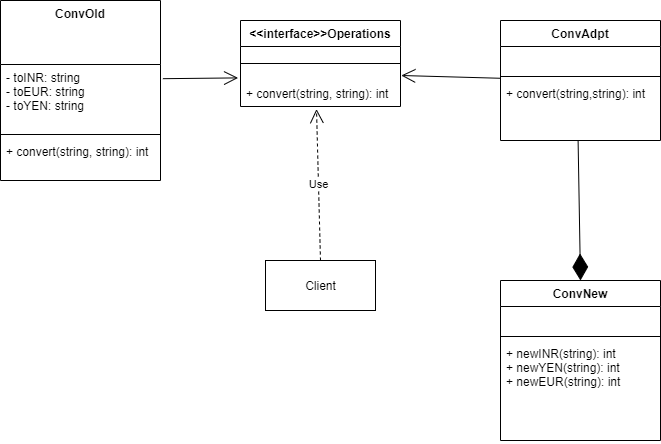 ConvOld
- toINR: string
- toEUR: string
- toYEN: string
+ convert(string, string): int
<<interface>>Operations
+ convert(string, string): int
ConvAdpt
+ convert(string,string): int
Use
Client
ConvNew
+ newINR(string): int
+ newYEN(string): int
+ newEUR(string): int